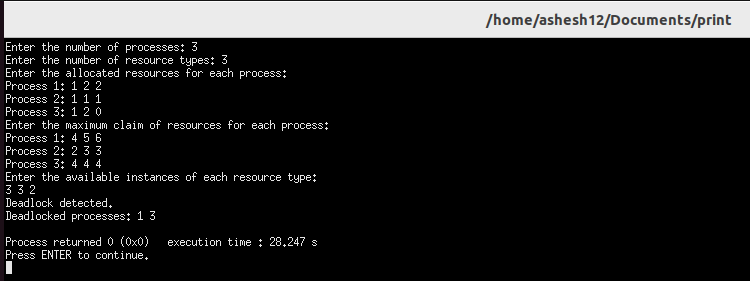 /home/ashesh12/Documents/print
Enter the number of processes: 3
Enter the number of resource types: 3
Enter the allocated resources for each process:
Process 1: 1 2 2
Process 2: 1 1 1
Process 3: 1 2 0
Enter the maximum claim of resources for each process:
Process 1: 4 5 6
Process 2: 2 3 3
Process 3: 4 4 4
Enter the available instances of each resource type:
3 3 2
Deadlock detected.
Deadlocked processes: 1 3
Process returned 0 (0x0)   execution time : 28.247 s
Press ENTER to continue.